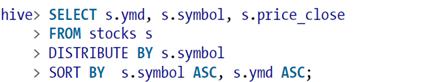 hive> SELECT s.ymd, s.symbol, s.price_close
    > FROM stocks s
    > DISTRIBUTE BY s.symbol
    > SORT BY  s.symbol ASC, s.ymd ASC;